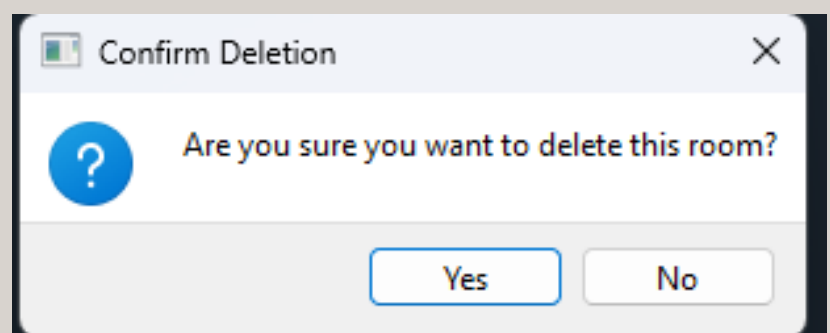 Confirm Deletion
Are you sure you want to delete this room?
Yes
No